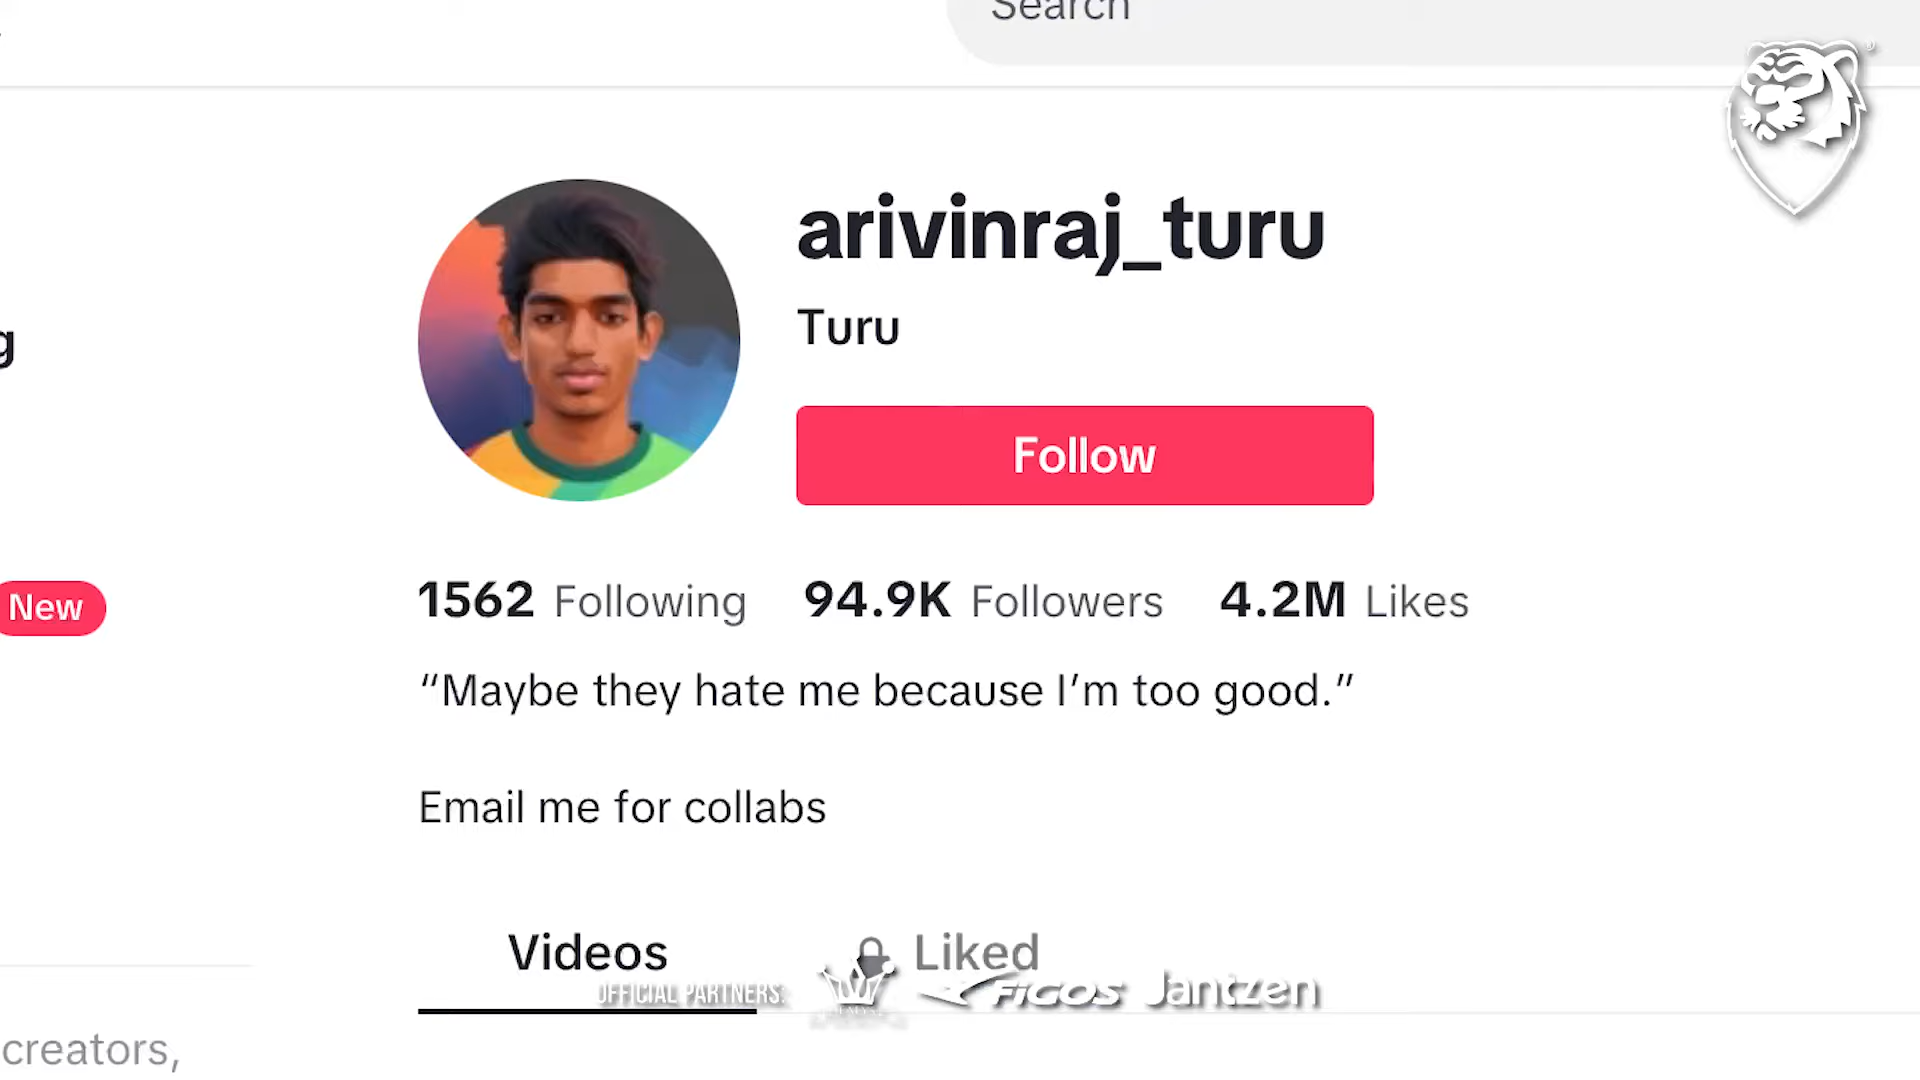 Search
arivinraj_turu
Turu
Follow
g
1562 Following 94.9K Followers 4.2M Likes
New
“Maybe they hate me because I’m too good.”
Email me for collabs
Videos Liked
OFFICIAL PARTNERS: FIGOS Jantzen
creators,